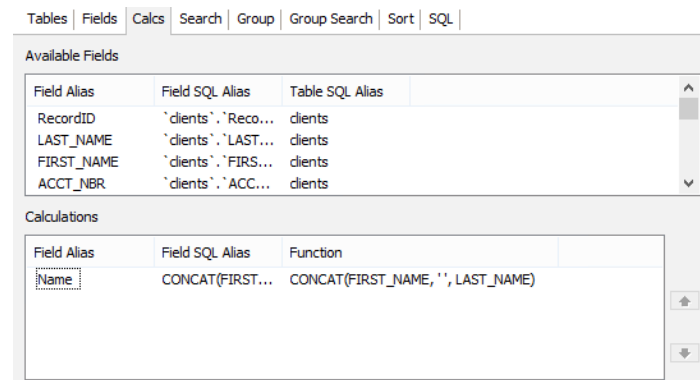 Tables Fields Calcs Search Group Group Search Sort SQL
Available Fields
Field Alias Field SQL Alias Table SQL Alias
RecordID `clients`.`Reco... clients
LAST_NAME `clients`.`LAST... clients
FIRST_NAME `clients`.`FIRS... clients
ACCT_NBR `clients`.`ACC... clients
Calculations
Field Alias Field SQL Alias Function
Name CONCAT(FIRST... CONCAT(FIRST_NAME, ' ', LAST_NAME)